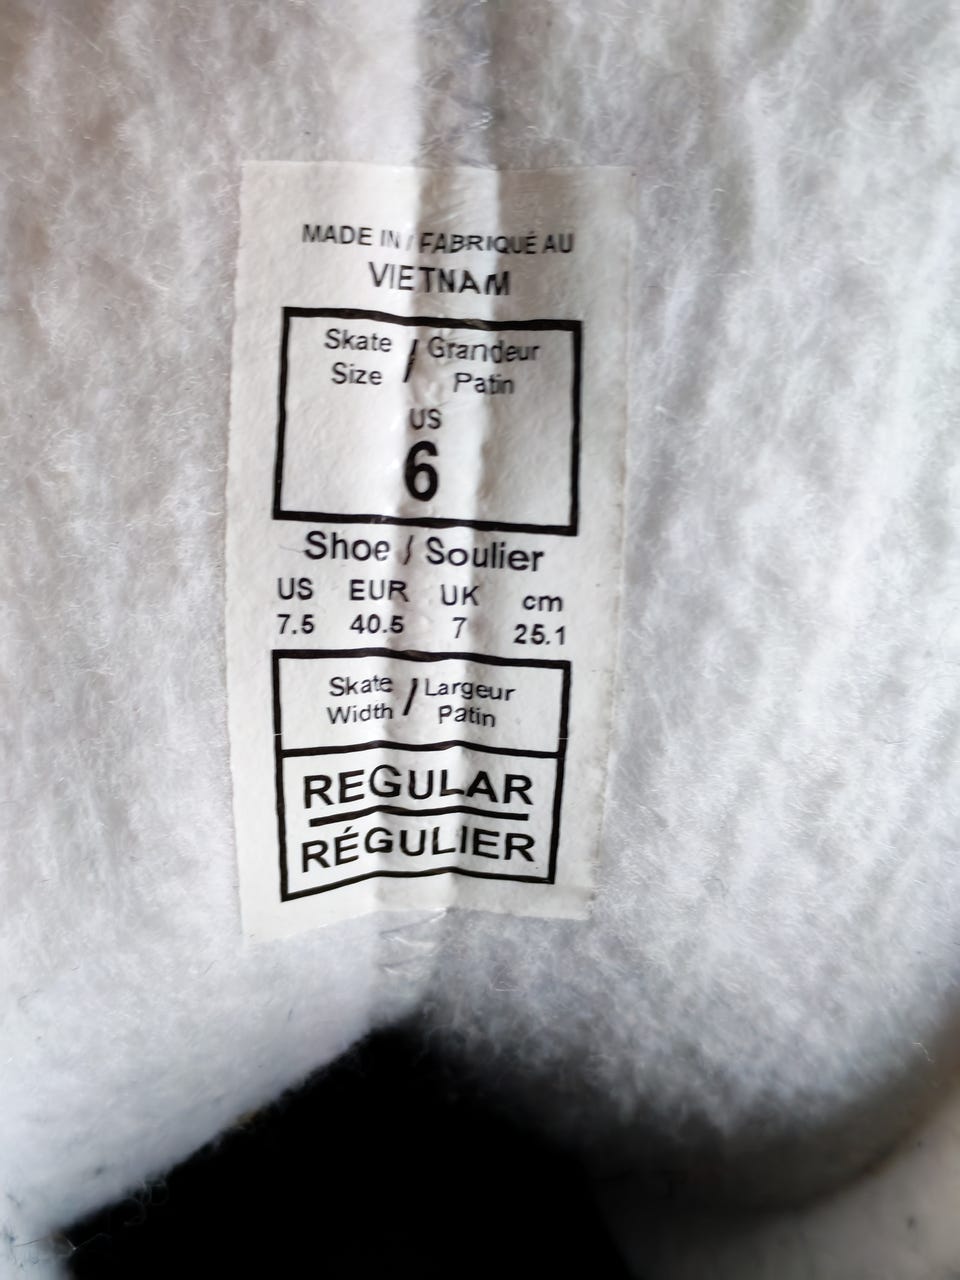 MADE IN / FABRIQUÉ AU
VIETNAM
Skate / Grandeur
Size Patin
US
6
Shoe / Soulier
US EUR UK cm
7.5 40.5 7 25.1
Skate / Largeur
Width Patin
REGULAR
RÉGULIER